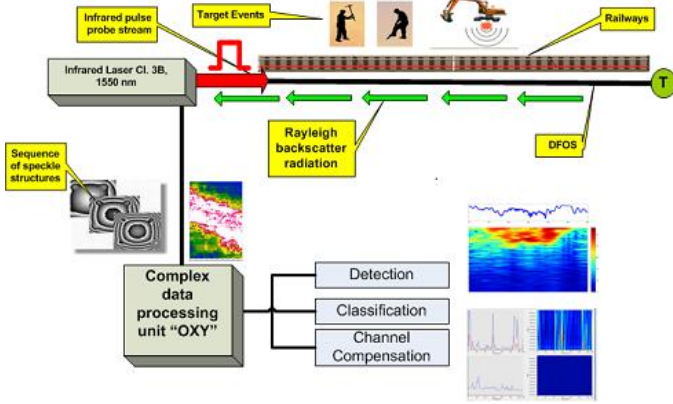 Target Events
Infrared pulse
probe stream
Railways
Infrared Laser Cl. 3B,
1550 nm
T
Rayleigh
backscatter
radiation
DFOS
Sequence
of speckle
structures
Complex
data
processing
unit “OXY”
Detection
Classification
Channel
Compensation